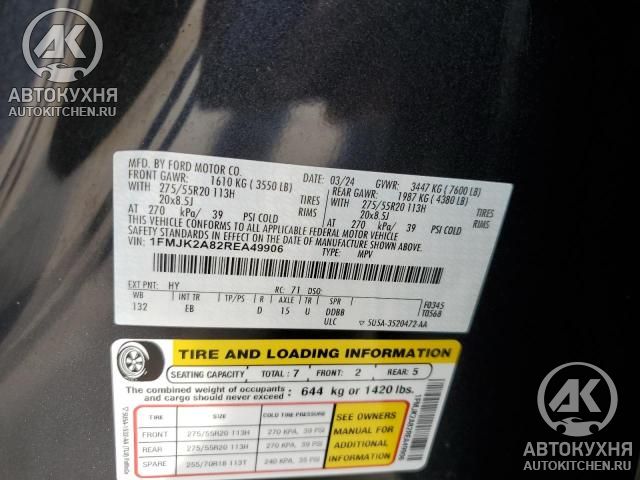 АК
АВТОКУХНЯ
AUTOKITCHEN.RU
АК
АВТОКУХНЯ
AUTOKITCHEN.RU
MFD. BY FORD MOTOR CO.
DATE: 03/24 GVWR: 3447 KG (7600 LB)
FRONT GAWR: 1610 KG (3550 LB) REAR GAWR: 1987 KG (4380 LB)
WITH 275/55R20 113H TIRES WITH 275/55R20 113H TIRES
20x8.5J RIMS 20x8.5J RIMS
AT 270 kPa/ 39 PSI COLD AT 270 kPa/ 39 PSI COLD
THIS VEHICLE CONFORMS TO ALL APPLICABLE FEDERAL MOTOR VEHICLE
SAFETY STANDARDS IN EFFECT ON THE DATE OF MANUFACTURE SHOWN ABOVE.
VIN: 1FMJK2A82REA49906 TYPE: MPV
EXT PNT: HY RC: 71 DSO:
WB INT TR TP/PS R AXLE TR SPR F0345
132 EB D 15 U DDBB T0568
ULC 5U5A-3520472-AA
TIRE AND LOADING INFORMATION
SEATING CAPACITY TOTAL: 7 FRONT: 2 REAR: 5
The combined weight of occupants and cargo should never exceed: 644 kg or 1420 lbs.
TIRE SIZE COLD TIRE PRESSURE
FRONT 275/55R20 113H 270 KPA, 39 PSI
REAR 275/55R20 113H 270 KPA, 39 PSI
SPARE 255/70R18 113T 240 KPA, 35 PSI
SEE OWNERS
MANUAL FOR
ADDITIONAL
INFORMATION
1FMJK2A82REA49906
АК
АВТОКУХНЯ
AUTOKITCHEN.RU